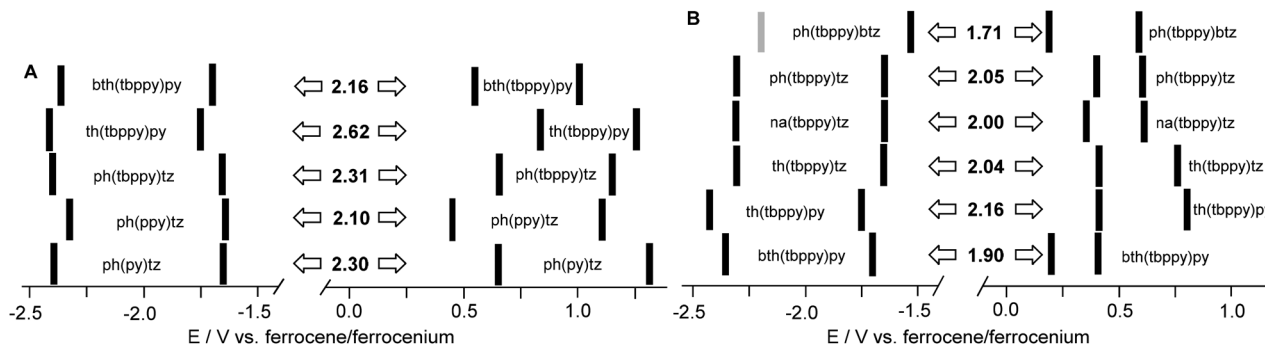 A
bth(tbppy)py 2.16 bth(tbppy)py
th(tbppy)py 2.62 th(tbppy)py
ph(tbppy)tz 2.31 ph(tbppy)tz
ph(ppy)tz 2.10 ph(ppy)tz
ph(py)tz 2.30 ph(py)tz
-2.5 -2.0 -1.5 0.0 0.5 1.0
E / V vs. ferrocene/ferrocenium
B
ph(tbppy)btz 1.71 ph(tbppy)btz
ph(tbppy)tz 2.05 ph(tbppy)tz
na(tbppy)tz 2.00 na(tbppy)tz
th(tbppy)tz 2.04 th(tbppy)tz
th(tbppy)py 2.16 th(tbppy)p
bth(tbppy)py 1.90 bth(tbppy)py
-2.5 -2.0 -1.5 0.0 0.5 1.0
E / V vs. ferrocene/ferrocenium